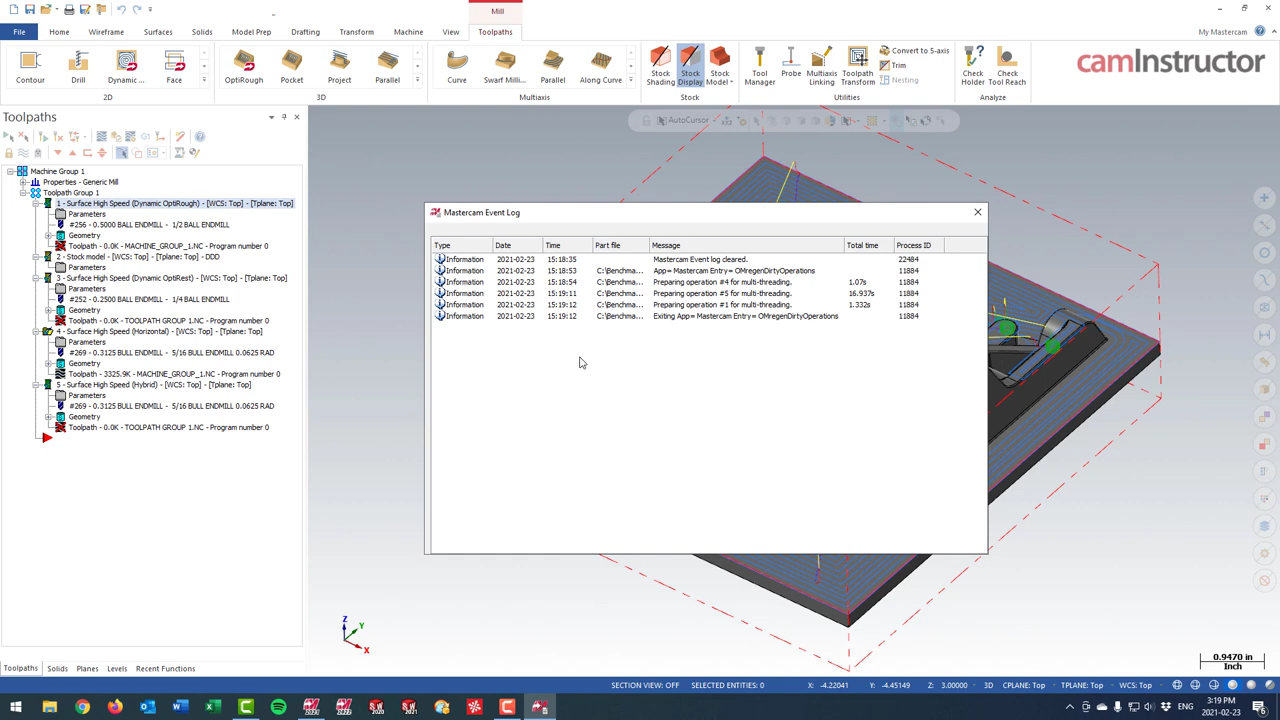 Mill
File Home Wireframe Surfaces Solids Model Prep Drafting Transform Machine View Toolpaths My Mastercam
Contour Drill Dynamic ... Face OptiRough Pocket Project Parallel Curve Swarf Milli... Parallel Along Curve Stock Shading Stock Display Stock Model Tool Manager Probe Multiaxis Linking Toolpath Transform Convert to 5-axis Trim Nesting Check Holder Check Tool Reach
2D 3D Multiaxis Stock Utilities Analyze
camInstructor
Toolpaths
AutoCursor
G1
Machine Group 1
Properties - Generic Mill
Toolpath Group 1
1 - Surface High Speed (Dynamic OptiRough) - [WCS: Top] - [Tplane: Top]
Parameters
#256 - 0.5000 BALL ENDMILL - 1/2 BALL ENDMILL
Geometry
Toolpath - 0.0K - MACHINE_GROUP_1.NC - Program number 0
2 - Stock model - [WCS: Top] - [Tplane: Top] - DDD
Parameters
3 - Surface High Speed (Dynamic OptiRest) - [WCS: Top] - [Tplane: Top]
Parameters
#252 - 0.2500 BALL ENDMILL - 1/4 BALL ENDMILL
Geometry
Toolpath - 0.0K - TOOLPATH GROUP 1.NC - Program number 0
4 - Surface High Speed (Horizontal) - [WCS: Top] - [Tplane: Top]
Parameters
#269 - 0.3125 BULL ENDMILL - 5/16 BULL ENDMILL 0.0625 RAD
Geometry
Toolpath - 3325.9K - MACHINE_GROUP_1.NC - Program number 0
5 - Surface High Speed (Hybrid) - [WCS: Top] - [Tplane: Top]
Parameters
#269 - 0.3125 BULL ENDMILL - 5/16 BULL ENDMILL 0.0625 RAD
Geometry
Toolpath - 0.0K - TOOLPATH GROUP 1.NC - Program number 0
Mastercam Event Log
Type Date Time Part file Message Total time Process ID
Information 2021-02-23 15:18:35 Mastercam Event log cleared. 22484
Information 2021-02-23 15:18:53 C:\Benchma... App= Mastercam Entry= OMregenDirtyOperations 11884
Information 2021-02-23 15:18:54 C:\Benchma... Preparing operation #4 for multi-threading. 1.07s 11884
Information 2021-02-23 15:19:11 C:\Benchma... Preparing operation #5 for multi-threading. 16.937s 11884
Information 2021-02-23 15:19:12 C:\Benchma... Preparing operation #1 for multi-threading. 1.332s 11884
Information 2021-02-23 15:19:12 C:\Benchma... Exiting App= Mastercam Entry= OMregenDirtyOperations 11884
Z
Y
X
0.9470 in
Inch
Toolpaths Solids Planes Levels Recent Functions
SECTION VIEW: OFF SELECTED ENTITIES: 0 X: -4.22041 Y: -4.45149 Z: 3.00000 3D CPLANE: Top TPLANE: Top WCS: Top
3:19 PM
2021-02-23